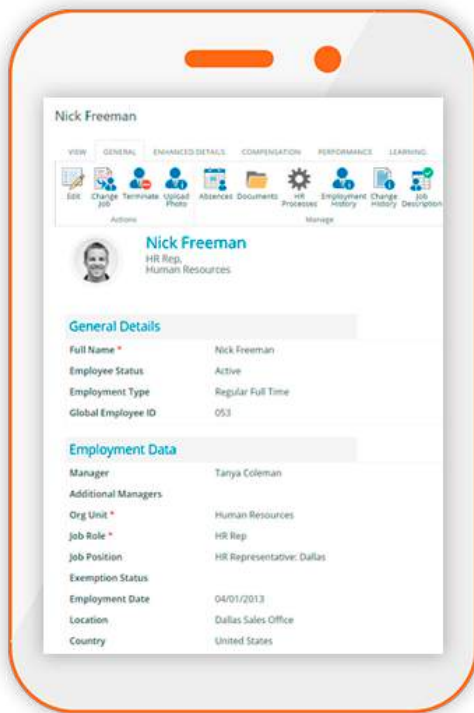 Nick Freeman
VIEW GENERAL ENHANCED DETAILS COMPENSATION PERFORMANCE LEARNING
Edit Change Job Terminate Upload Photo Absences Documents HR Processes Employment History Change History Job Description
Actions Manage
Nick Freeman
HR Rep,
Human Resources
General Details
Full Name * Nick Freeman
Employee Status Active
Employment Type Regular Full Time
Global Employee ID 053
Employment Data
Manager Tanya Coleman
Additional Managers
Org Unit * Human Resources
Job Role * HR Rep
Job Position HR Representative: Dallas
Exemption Status
Employment Date 04/01/2013
Location Dallas Sales Office
Country United States